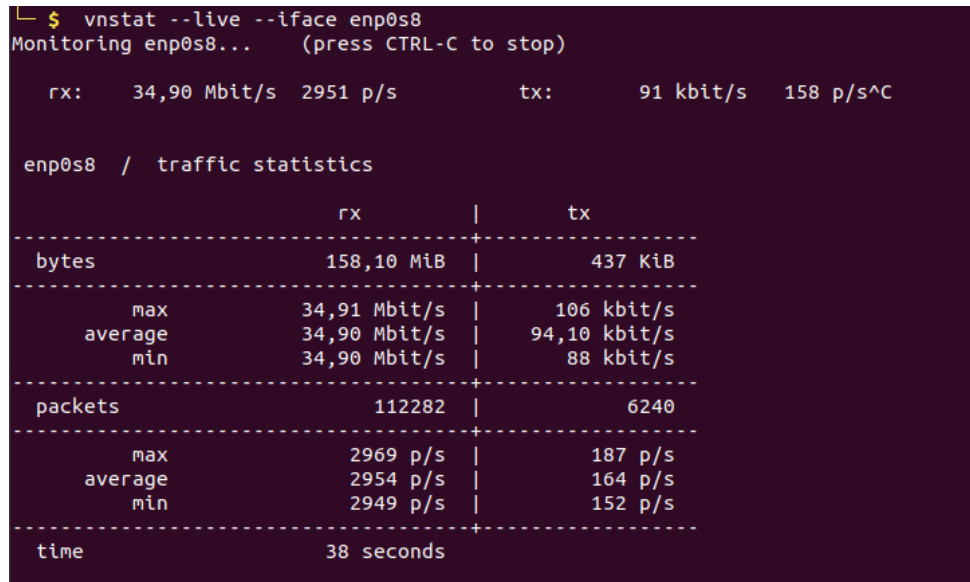 └─ $ vnstat --live --iface enp0s8
Monitoring enp0s8...    (press CTRL-C to stop)
   rx:    34,90 Mbit/s  2951 p/s          tx:       91 kbit/s   158 p/s^C
 enp0s8  /  traffic statistics
                           rx         |       tx
--------------------------------------+------------------
  bytes                   158,10 MiB  |         437 KiB
--------------------------------------+------------------
          max           34,91 Mbit/s  |      106 kbit/s
      average           34,90 Mbit/s  |    94,10 kbit/s
          min           34,90 Mbit/s  |       88 kbit/s
--------------------------------------+------------------
  packets                     112282  |            6240
--------------------------------------+------------------
          max               2969 p/s  |         187 p/s
      average               2954 p/s  |         164 p/s
          min               2949 p/s  |         152 p/s
--------------------------------------+------------------
  time                    38 seconds